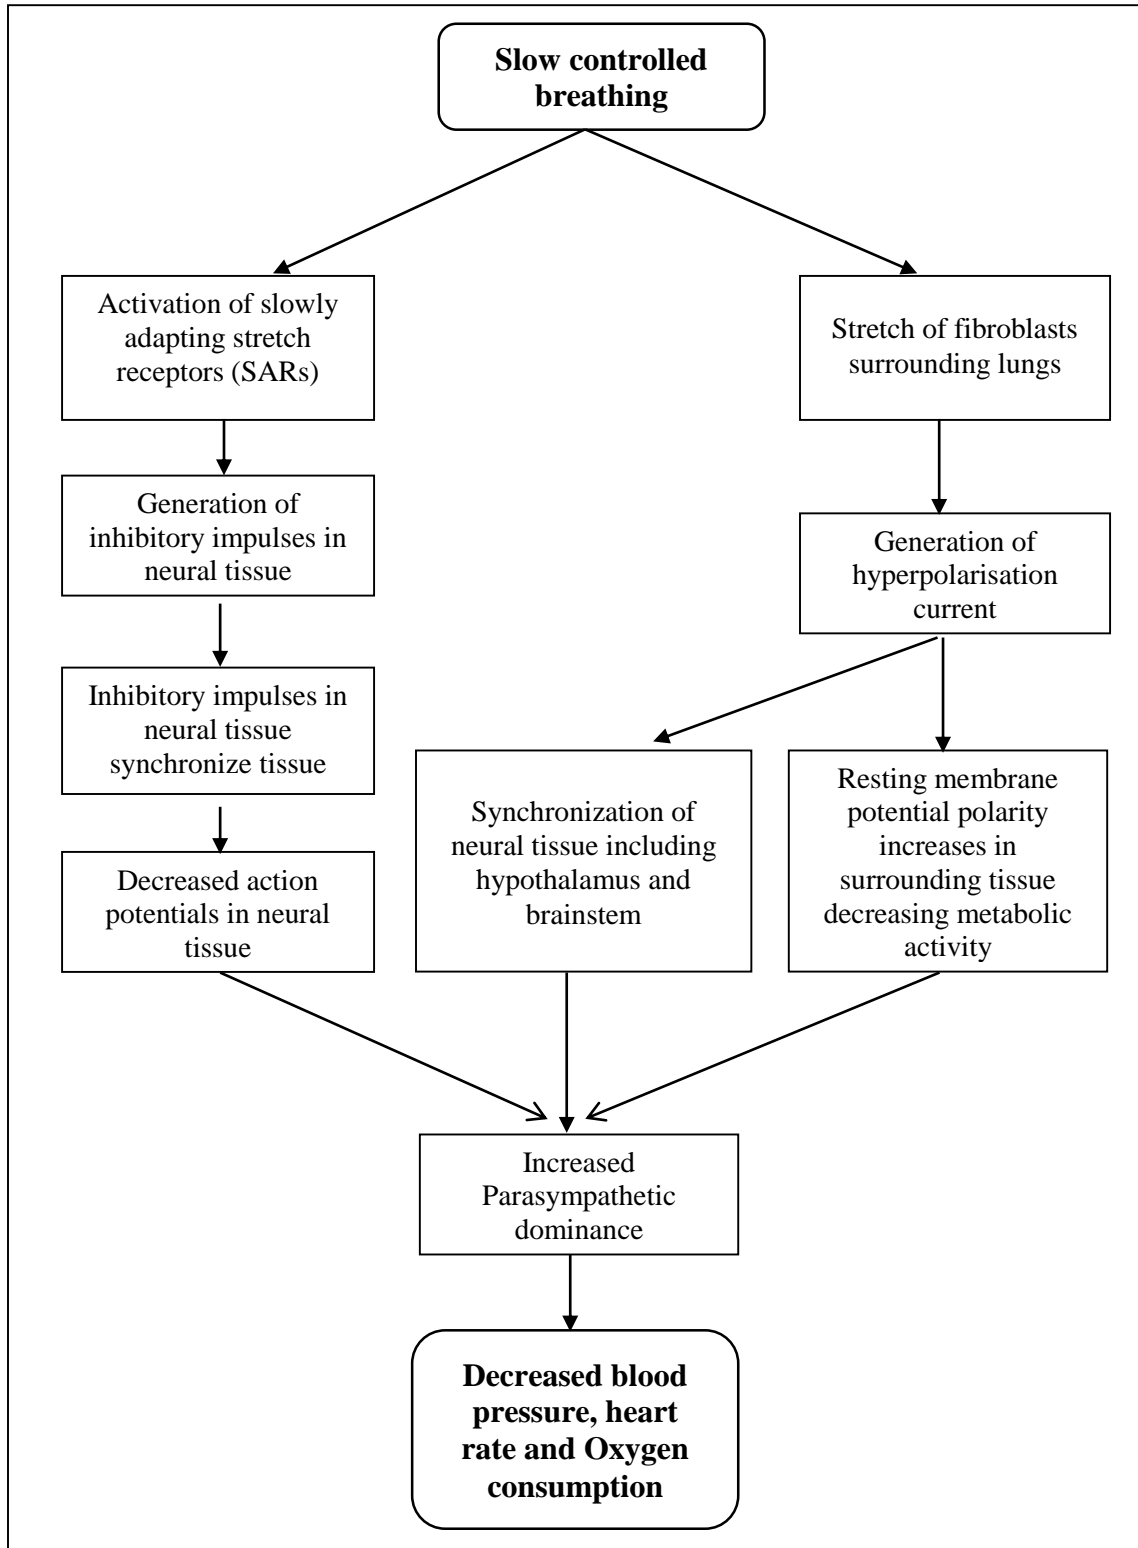 Slow controlled
breathing
Activation of slowly
adapting stretch
receptors (SARs)
Stretch of fibroblasts
surrounding lungs
Generation of
inhibitory impulses in
neural tissue
Generation of
hyperpolarisation
current
Inhibitory impulses in
neural tissue
synchronize tissue
Synchronization of
neural tissue including
hypothalamus and
brainstem
Resting membrane
potential polarity
increases in
surrounding tissue
decreasing metabolic
activity
Decreased action
potentials in neural
tissue
Increased
Parasympathetic
dominance
Decreased blood
pressure, heart
rate and Oxygen
consumption